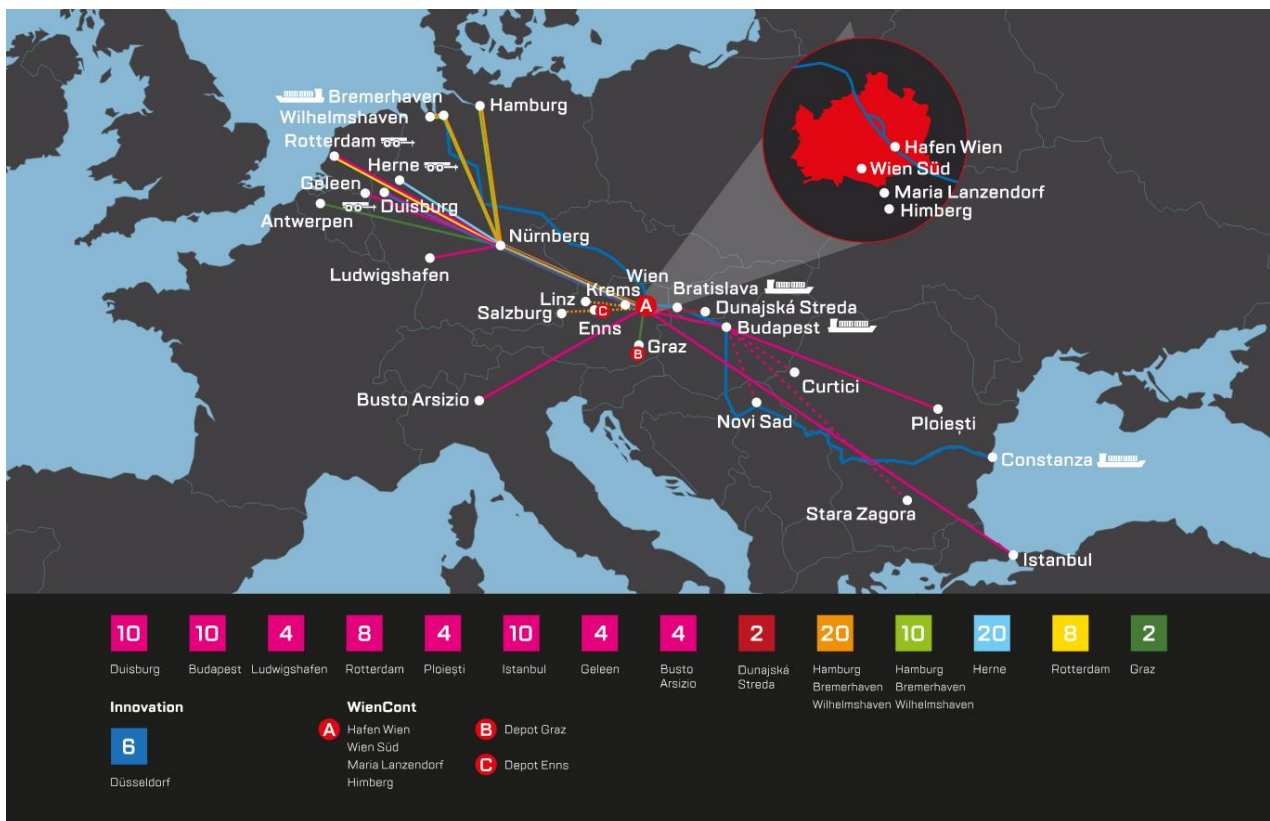 Bremerhaven
Hamburg
Wilhelmshaven
Rotterdam
Herne
Geleen
Duisburg
Antwerpen
Nürnberg
Ludwigshafen
Hafen Wien
Wien Süd
Maria Lanzendorf
Himberg
Wien
Bratislava
Krems
Linz
Dunajská Streda
Salzburg
A
C
Enns
Budapest
Graz
B
Curtici
Busto Arsizio
Novi Sad
Ploiești
Constanza
Stara Zagora
Istanbul
10
Duisburg
10
Budapest
4
Ludwigshafen
8
Rotterdam
4
Ploiești
10
Istanbul
4
Geleen
4
Busto
Arsizio
2
Dunajská
Streda
20
Hamburg
Bremerhaven
Wilhelmshaven
10
Hamburg
Bremerhaven
Wilhelmshaven
20
Herne
8
Rotterdam
2
Graz
Innovation
6
Düsseldorf
WienCont
A Hafen Wien
Wien Süd
Maria Lanzendorf
Himberg
B Depot Graz
C Depot Enns